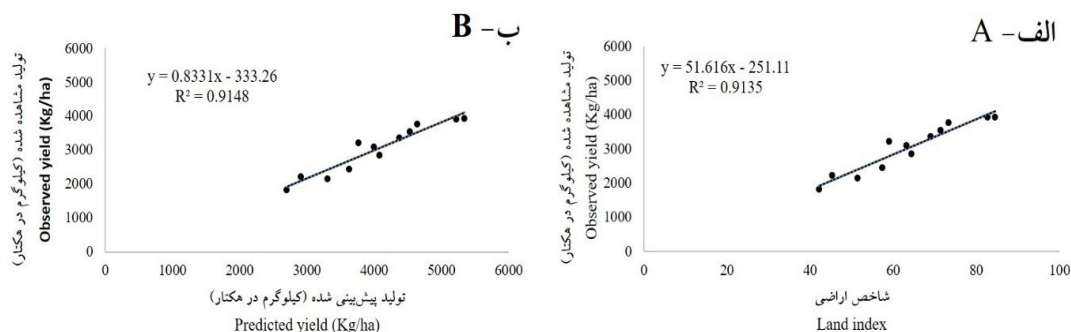 الف- A
y = 51.616x - 251.11
R² = 0.9135
تولید مشاهده شده (کیلوگرم در هکتار)
Observed yield (Kg/ha)
6000
5000
4000
3000
2000
1000
0
0 20 40 60 80 100
شاخص اراضی
Land index
ب- B
y = 0.8331x - 333.26
R² = 0.9148
تولید مشاهده شده (کیلوگرم در هکتار)
Observed yield (Kg/ha)
6000
5000
4000
3000
2000
1000
0
0 1000 2000 3000 4000 5000 6000
تولید پیش‌بینی شده (کیلوگرم در هکتار)
Predicted yield (Kg/ha)